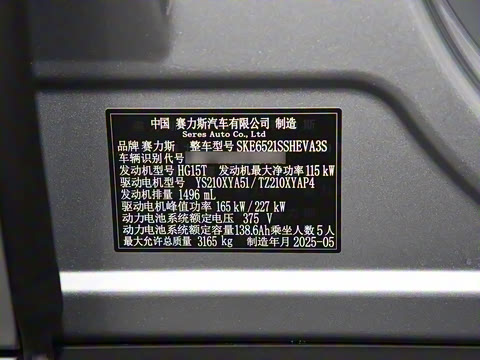 中国 赛力斯汽车有限公司 制造
Seres Auto Co., Ltd
品牌 赛力斯 整车型号 SKE6521SSHEVA3S
车辆识别代号
发动机型号 HG15T 发动机最大净功率 115 kW
驱动电机型号 YS210XYA51/TZ210XYAP4
发动机排量 1496 mL
驱动电机峰值功率 165 kW/227 kW
动力电池系统额定电压 375 V
动力电池系统额定容量138.6Ah乘坐人数5人
最大允许总质量 3165 kg 制造年月 2025-05